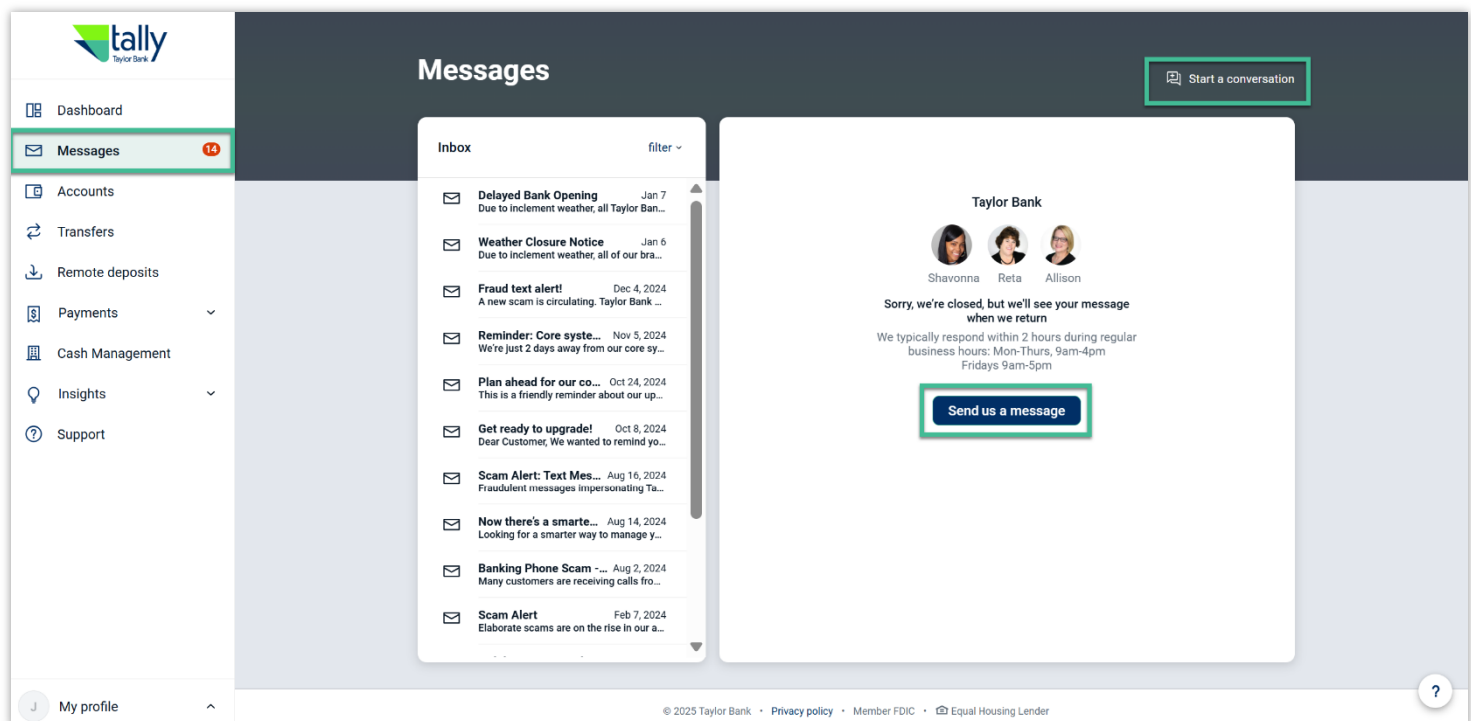 tally
Taylor Bank
Dashboard
Messages 14
Accounts
Transfers
Remote deposits
Payments
Cash Management
Insights
Support
J My profile
Messages
Start a conversation
Inbox filter
Delayed Bank Opening Jan 7
Due to inclement weather, all Taylor Ban...
Weather Closure Notice Jan 6
Due to inclement weather, all of our bra...
Fraud text alert! Dec 4, 2024
A new scam is circulating. Taylor Bank ...
Reminder: Core syste... Nov 5, 2024
We're just 2 days away from our core sy...
Plan ahead for our co... Oct 24, 2024
This is a friendly reminder about our up...
Get ready to upgrade! Oct 8, 2024
Dear Customer, We wanted to remind yo...
Scam Alert: Text Mes... Aug 16, 2024
Fraudulent messages impersonating Ta...
Now there's a smarte... Aug 14, 2024
Looking for a smarter way to manage y...
Banking Phone Scam -... Aug 2, 2024
Many customers are receiving calls fro...
Scam Alert Feb 7, 2024
Elaborate scams are on the rise in our a...
Taylor Bank
Shavonna Reta Allison
Sorry, we're closed, but we'll see your message
when we return
We typically respond within 2 hours during regular
business hours: Mon-Thurs, 9am-4pm
Fridays 9am-5pm
Send us a message
?
© 2025 Taylor Bank • Privacy policy • Member FDIC • Equal Housing Lender